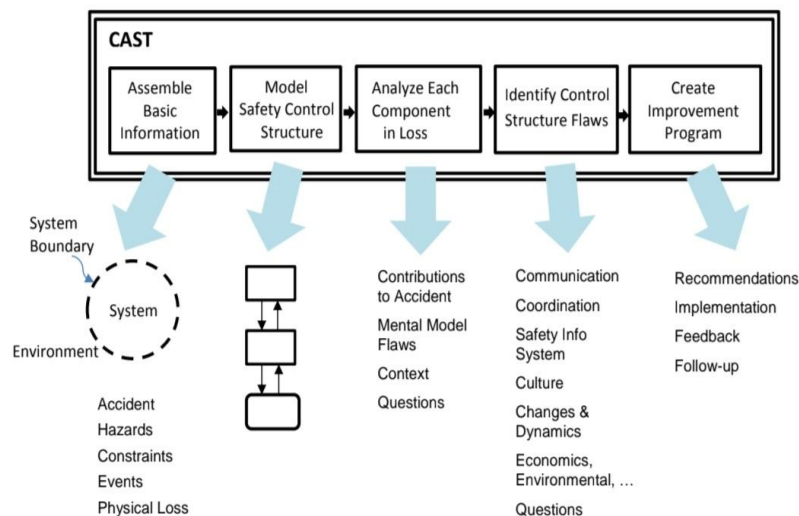 CAST
Assemble
Basic
Information
Model
Safety Control
Structure
Analyze Each
Component
in Loss
Identify Control
Structure Flaws
Create
Improvement
Program
System
Boundary
System
Environment
Accident
Hazards
Constraints
Events
Physical Loss
Contributions
to Accident
Mental Model
Flaws
Context
Questions
Communication
Coordination
Safety Info
System
Culture
Changes &
Dynamics
Economics,
Environmental, …
Questions
Recommendations
Implementation
Feedback
Follow-up